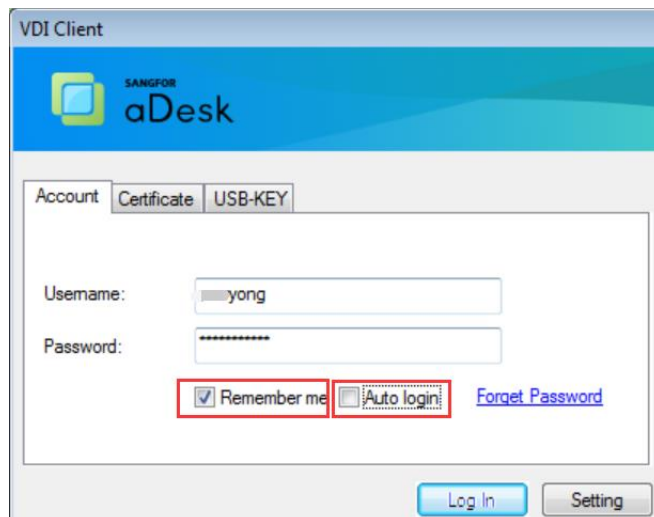 VDI Client
SANGFOR
aDesk
Account Certificate USB-KEY
Username: yong
Password: ***********
Remember me Auto login Forget Password
Log In Setting